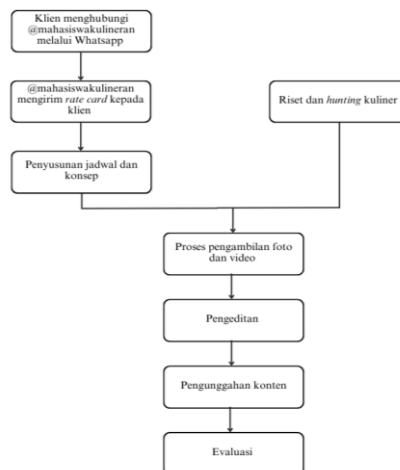 Klien menghubungi
@mahasiswakulineran
melalui Whatsapp
@mahasiswakulineran
mengirim rate card kepada
klien
Riset dan hunting kuliner
Penyusunan jadwal dan
konsep
Proses pengambilan foto
dan video
Pengeditan
Pengunggahan konten
Evaluasi